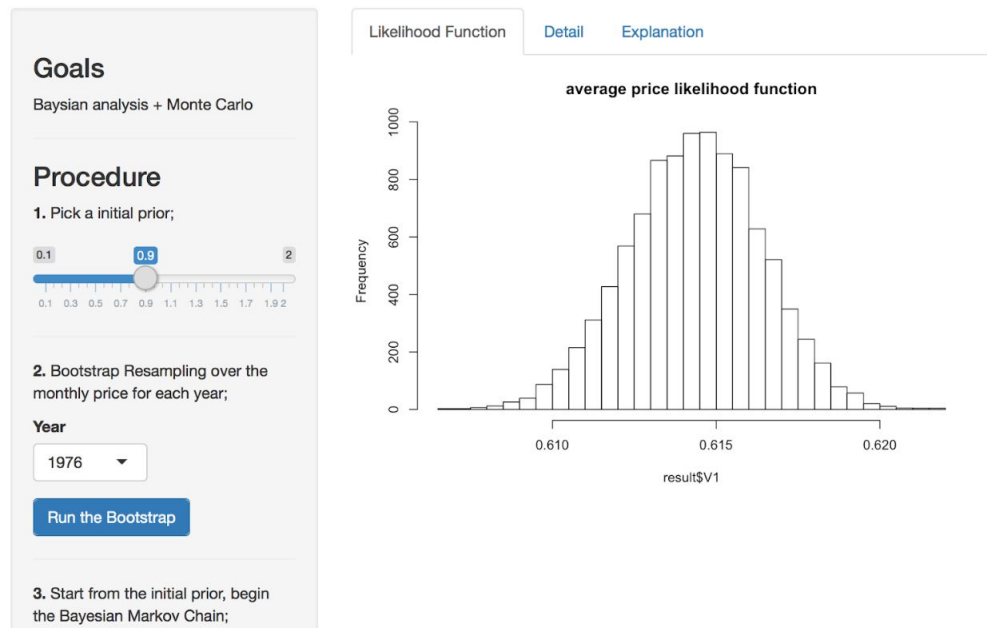 Goals
Baysian analysis + Monte Carlo
Procedure
1. Pick a initial prior;
0.1 0.9 2
0.1 0.3 0.5 0.7 0.9 1.1 1.3 1.5 1.7 1.9 2
2. Bootstrap Resampling over the
monthly price for each year;
Year
1976
Run the Bootstrap
3. Start from the initial prior, begin
the Bayesian Markov Chain;
Likelihood Function Detail Explanation
average price likelihood function
Frequency
1000
800
600
400
200
0
0.610 0.615 0.620
result$V1